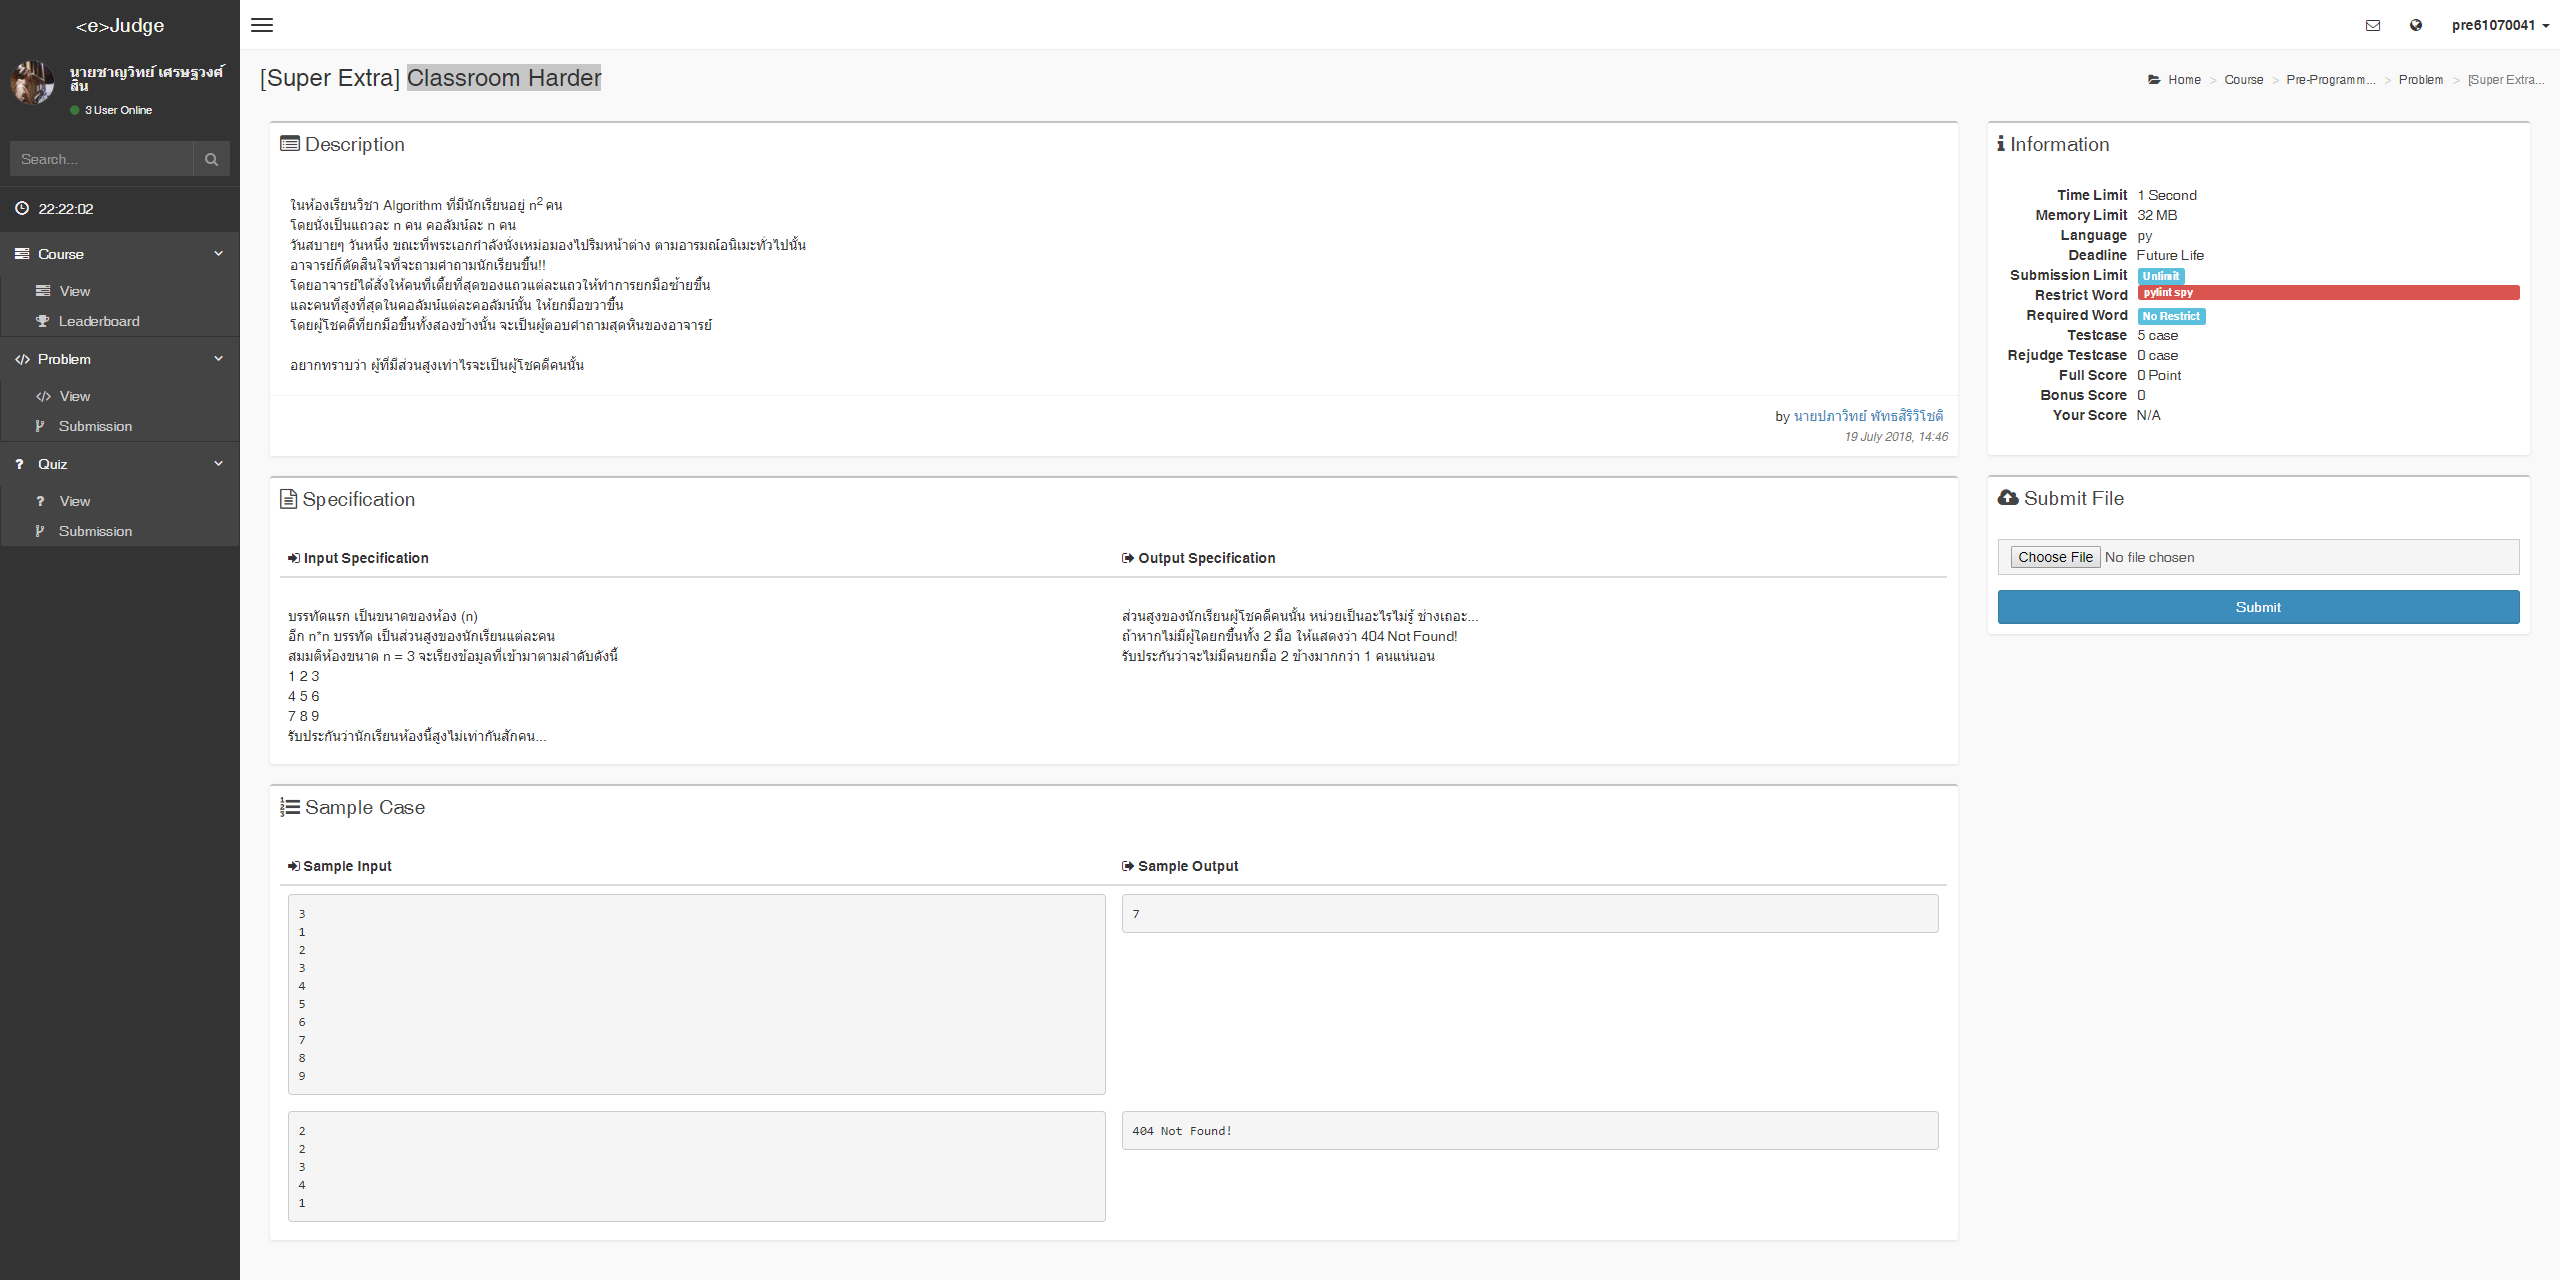 <e>Judge
pre61070041
นายชาญวิทย์ เศรษฐวงศ์
สิน
3 User Online
Search...
22:22:02
Course
View
Leaderboard
Problem
View
Submission
Quiz
View
Submission
[Super Extra] Classroom Harder
Home > Course > Pre-Programm... > Problem > [Super Extra...
Description
ในห้องเรียนวิชา Algorithm ที่มีนักเรียนอยู่ n² คน
โดยนั่งเป็นแถวละ n คน คอลัมน์ละ n คน
วันสบายๆ วันหนึ่ง ขณะที่พระเอกกำลังนั่งเหม่อมองไปริมหน้าต่าง ตามอารมณ์อนิเมะทั่วไปนั้น
อาจารย์ก็ตัดสินใจที่จะถามคำถามนักเรียนขึ้น!!
โดยอาจารย์ได้สั่งให้คนที่เตี้ยที่สุดของแถวแต่ละแถวให้ทำการยกมือซ้ายขึ้น
และคนที่สูงที่สุดในคอลัมน์แต่ละคอลัมน์นั้น ให้ยกมือขวาขึ้น
โดยผู้โชคดีที่ยกมือขึ้นทั้งสองข้างนั้น จะเป็นผู้ตอบคำถามสุดหินของอาจารย์
อยากทราบว่า ผู้ที่มีส่วนสูงเท่าไรจะเป็นผู้โชคดีคนนั้น
by นายปภาวิทย์ พัทธสิริวิโชติ
19 July 2018, 14:46
Information
Time Limit 1 Second
Memory Limit 32 MB
Language py
Deadline Future Life
Submission Limit Unlimit
Restrict Word pylint spy
Required Word No Restrict
Testcase 5 case
Rejudge Testcase 0 case
Full Score 0 Point
Bonus Score 0
Your Score N/A
Submit File
Choose File No file chosen
Submit
Specification
Input Specification
บรรทัดแรก เป็นขนาดของห้อง (n)
อีก n*n บรรทัด เป็นส่วนสูงของนักเรียนแต่ละคน
สมมติห้องขนาด n = 3 จะเรียงข้อมูลที่เข้ามาตามลำดับดังนี้
1 2 3
4 5 6
7 8 9
รับประกันว่านักเรียนห้องนี้สูงไม่เท่ากันสักคน...
Output Specification
ส่วนสูงของนักเรียนผู้โชคดีคนนั้น หน่วยเป็นอะไรไม่รู้ ช่างเถอะ...
ถ้าหากไม่มีผู้ใดยกขึ้นทั้ง 2 มือ ให้แสดงว่า 404 Not Found!
รับประกันว่าจะไม่มีคนยกมือ 2 ข้างมากกว่า 1 คนแน่นอน
Sample Case
Sample Input
Sample Output
3
1
2
3
4
5
6
7
8
9
7
2
2
3
4
1
404 Not Found!